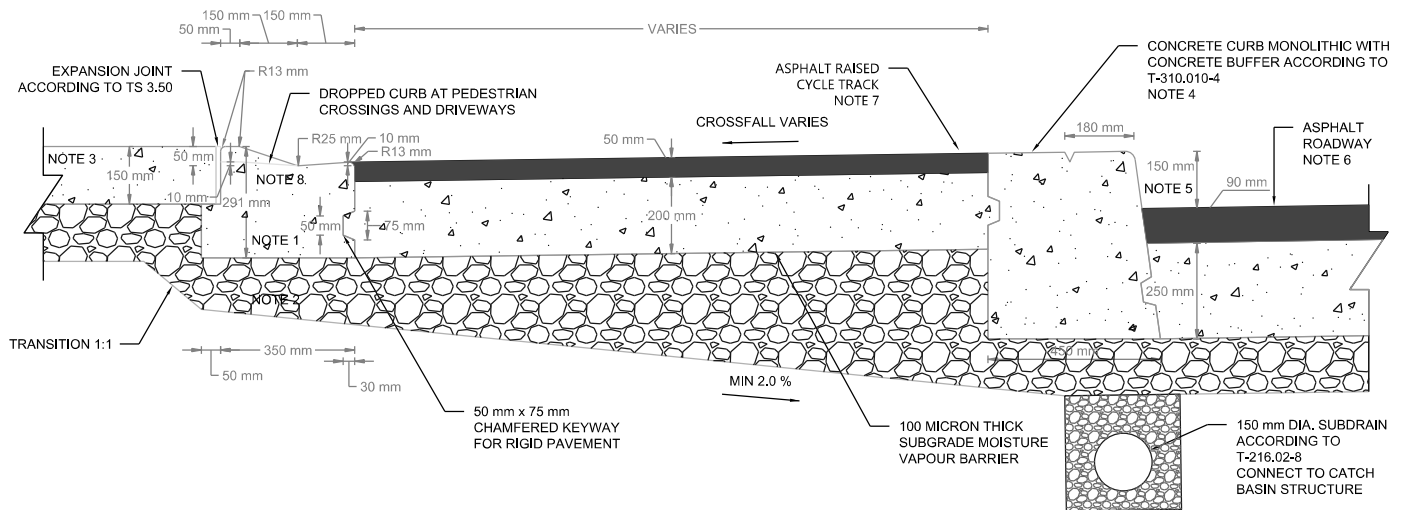 150 mm 150 mm
50 mm
VARIES
EXPANSION JOINT
ACCORDING TO TS 3.50
R13 mm
DROPPED CURB AT PEDESTRIAN
CROSSINGS AND DRIVEWAYS
ASPHALT RAISED
CYCLE TRACK
NOTE 7
CONCRETE CURB MONOLITHIC WITH
CONCRETE BUFFER ACCORDING TO
T-310.010-4
NOTE 4
CROSSFALL VARIES
ASPHALT
ROADWAY
NOTE 6
R25 mm
10 mm
R13 mm
50 mm
180 mm
150 mm
NOTE 3
50 mm
150 mm
NOTE 8.
10 mm
291 mm
NOTE 5
90 mm
50 mm
75 mm
200 mm
NOTE 1
250 mm
NOTE 2
TRANSITION 1:1
350 mm
50 mm
30 mm
450 mm
MIN 2.0 %
50 mm x 75 mm
CHAMFERED KEYWAY
FOR RIGID PAVEMENT
100 MICRON THICK
SUBGRADE MOISTURE
VAPOUR BARRIER
150 mm DIA. SUBDRAIN
ACCORDING TO
T-216.02-8
CONNECT TO CATCH
BASIN STRUCTURE